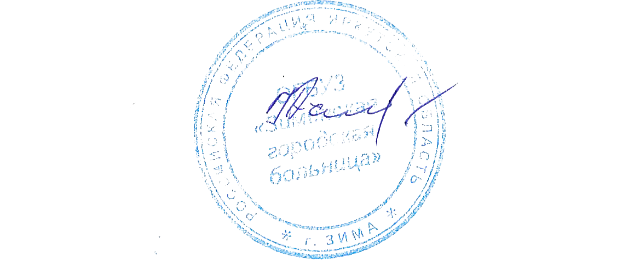 РОССИЙСКАЯ ФЕДЕРАЦИЯ ИРКУТСКАЯ ОБЛАСТЬ
* г. ЗИМА *
ОГБУЗ
«Зиминская
городская
больница»